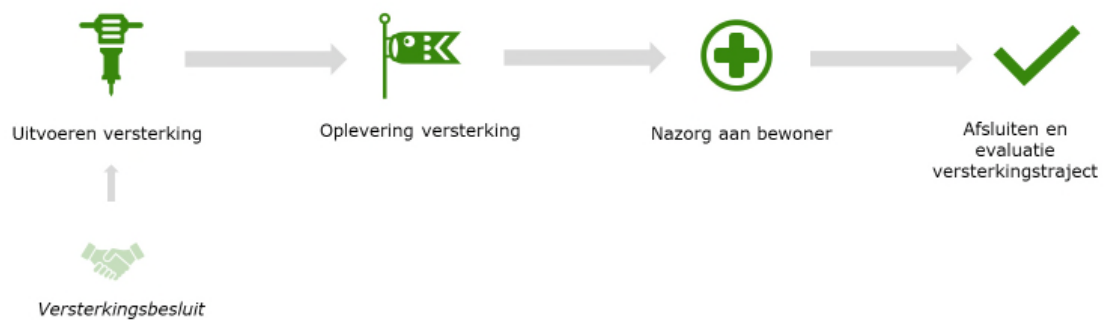 Uitvoeren versterking
Oplevering versterking
Nazorg aan bewoner
Afsluiten en
evaluatie
versterkingstraject
Versterkingsbesluit